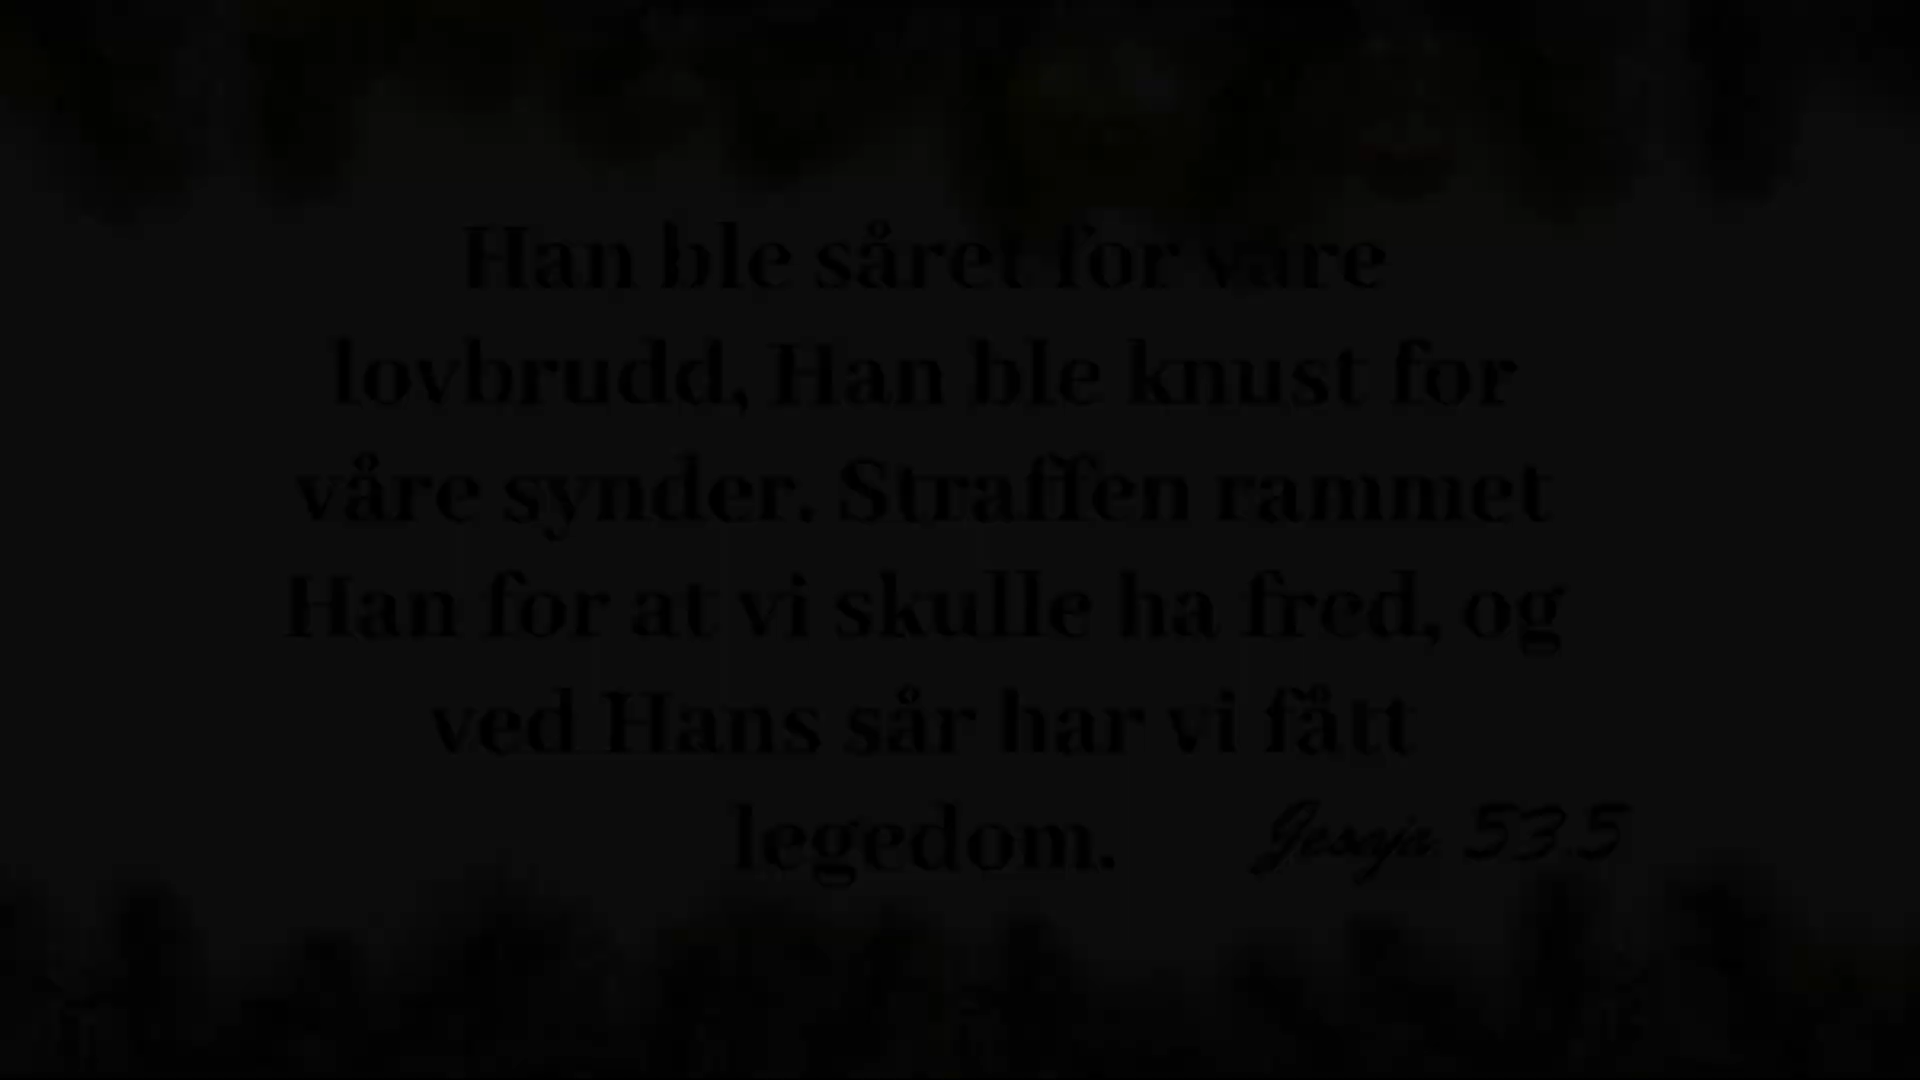 Han ble såret for våre
lovbrudd, Han ble knust for
våre synder. Straffen rammet
Han for at vi skulle ha fred, og
ved Hans sår har vi fått
legedom.
Jesaja 53.5